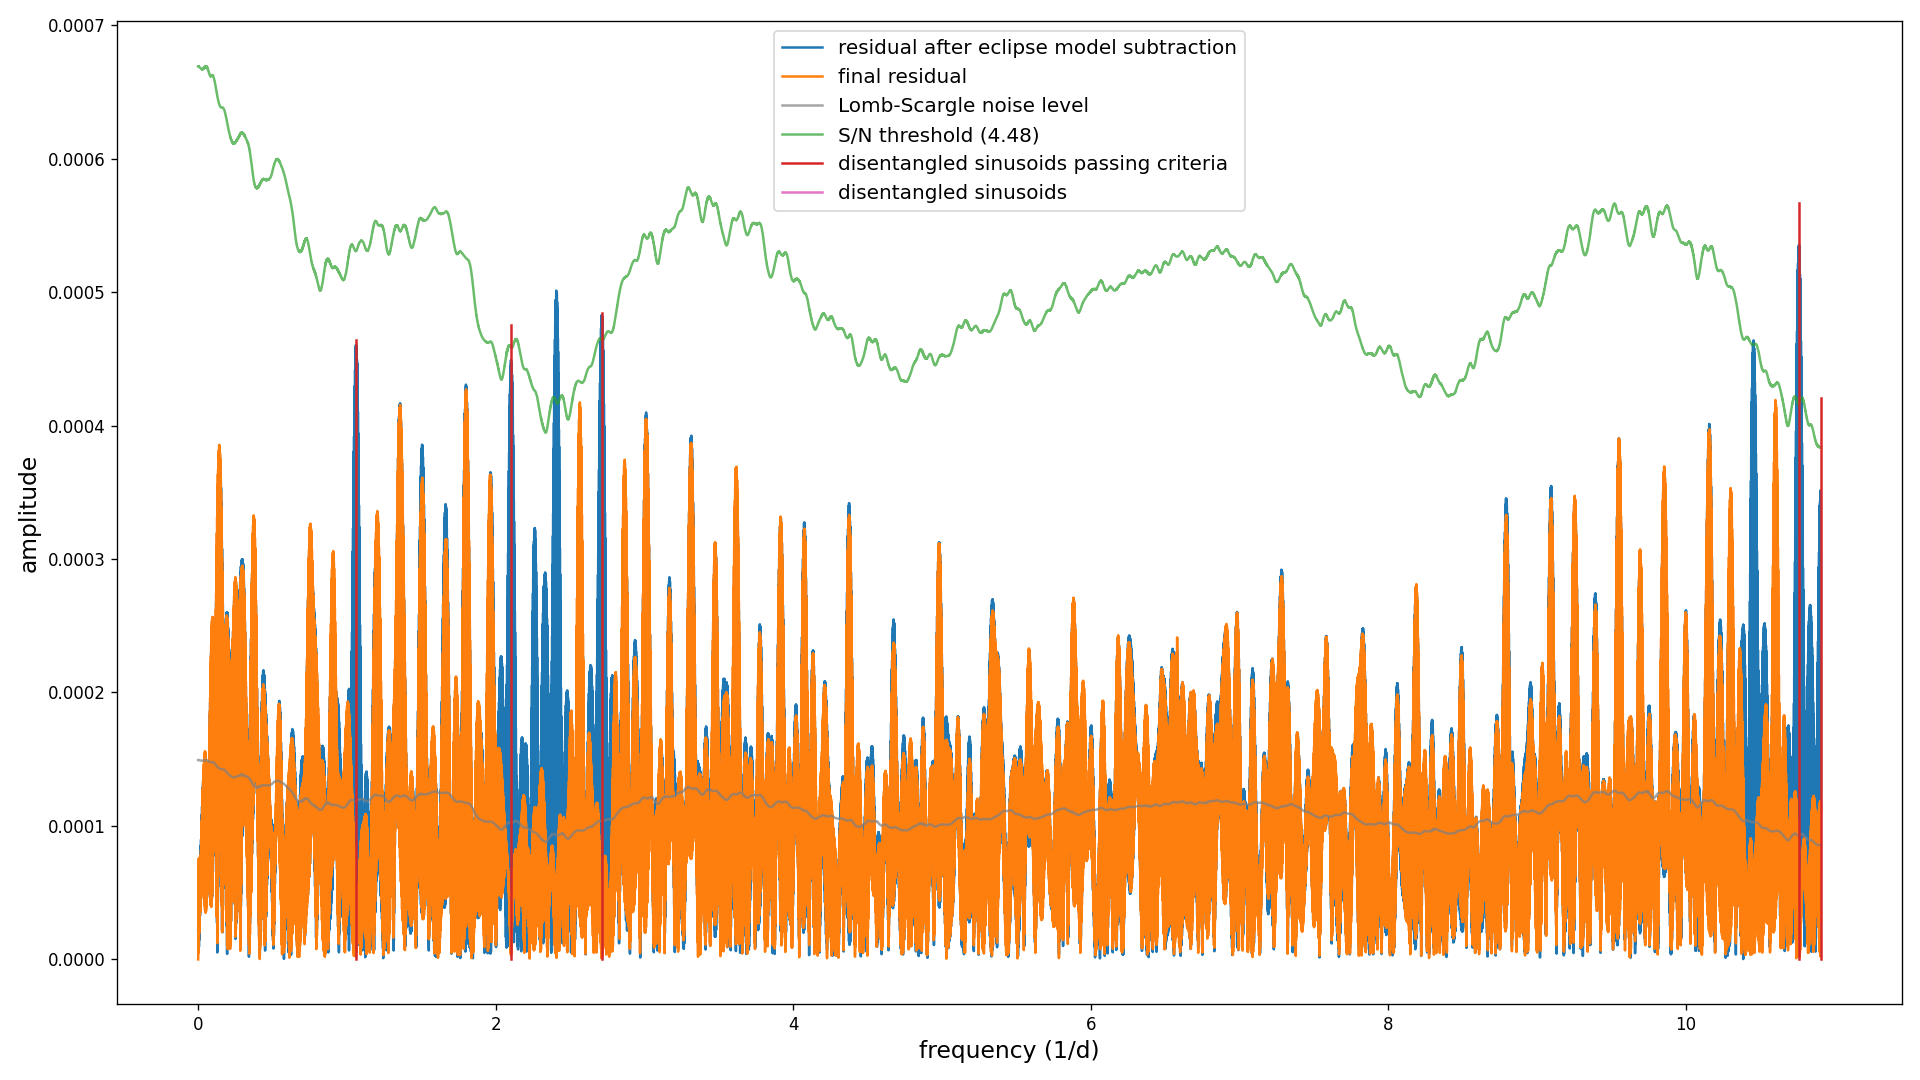 0.0007
0.0006
0.0005
0.0004
0.0003
0.0002
0.0001
0.0000
amplitude
residual after eclipse model subtraction
final residual
Lomb-Scargle noise level
S/N threshold (4.48)
disentangled sinusoids passing criteria
disentangled sinusoids
0 2 4 6 8 10
frequency (1/d)